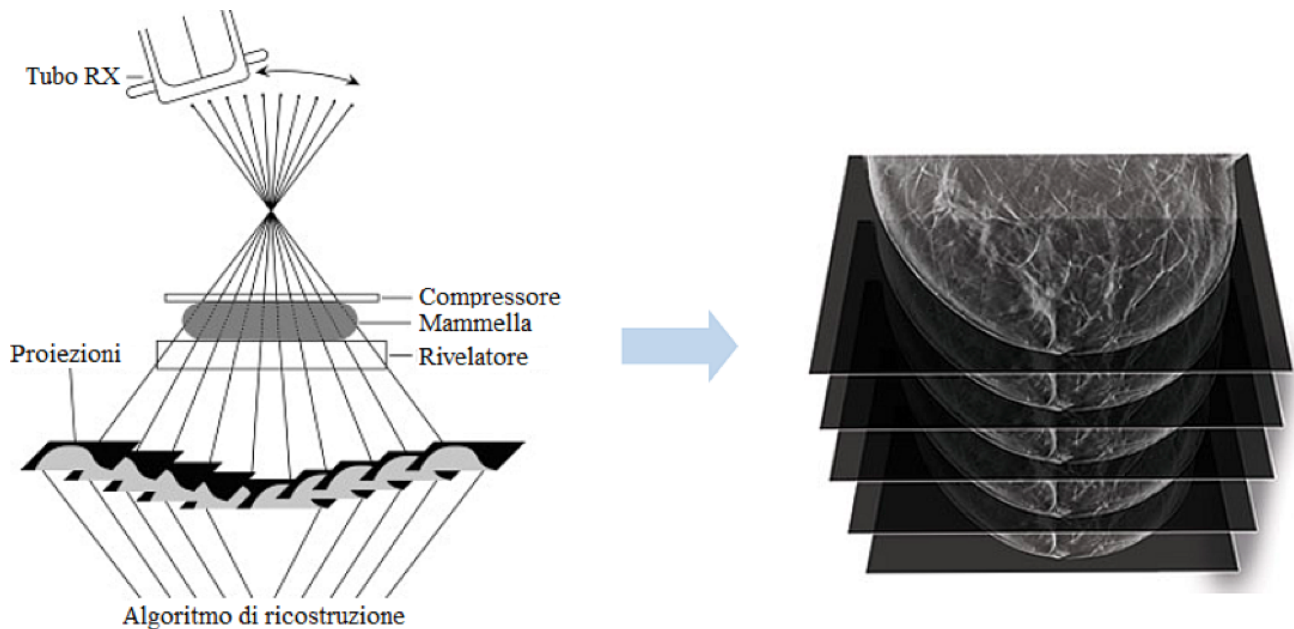 Tubo RX
Compressore
Mammella
Proiezioni
Rivelatore
Algoritmo di ricostruzione